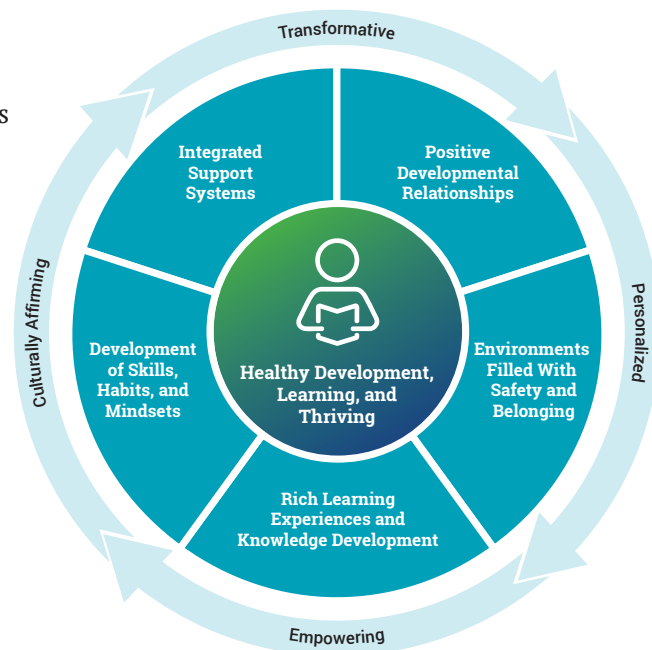 Transformative
s
Integrated
Support
Systems
Positive
Developmental
Relationships
Culturally Affirming
Personalized
Development
of Skills,
Habits, and
Mindsets
Healthy Development,
Learning, and
Thriving
Environments
Filled With
Safety and
Belonging
Rich Learning
Experiences and
Knowledge Development
Empowering